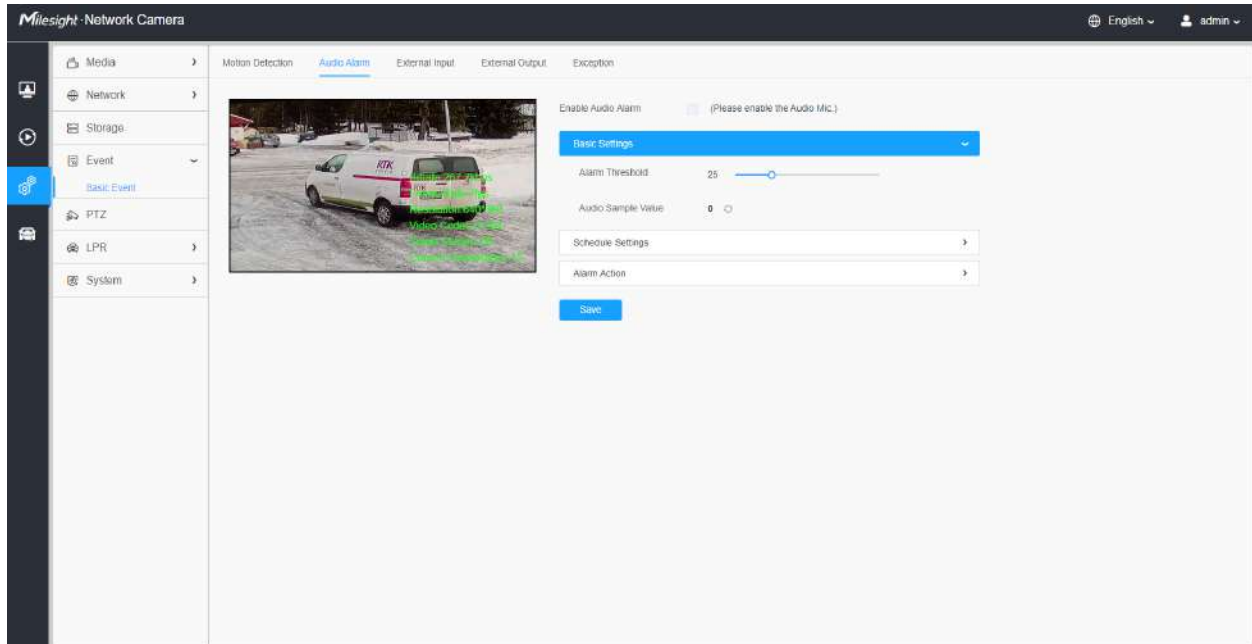 Milesight · Network Camera
English
admin
Media
Network
Storage
Event
Basic Event
PTZ
LPR
System
Motion Detection
Audio Alarm
External Input
External Output
Exception
RTK
Enable Audio Alarm
(Please enable the Audio Mic.)
Basic Settings
Alarm Threshold
25
Audio Sample Value
0
Schedule Settings
Alarm Action
Save